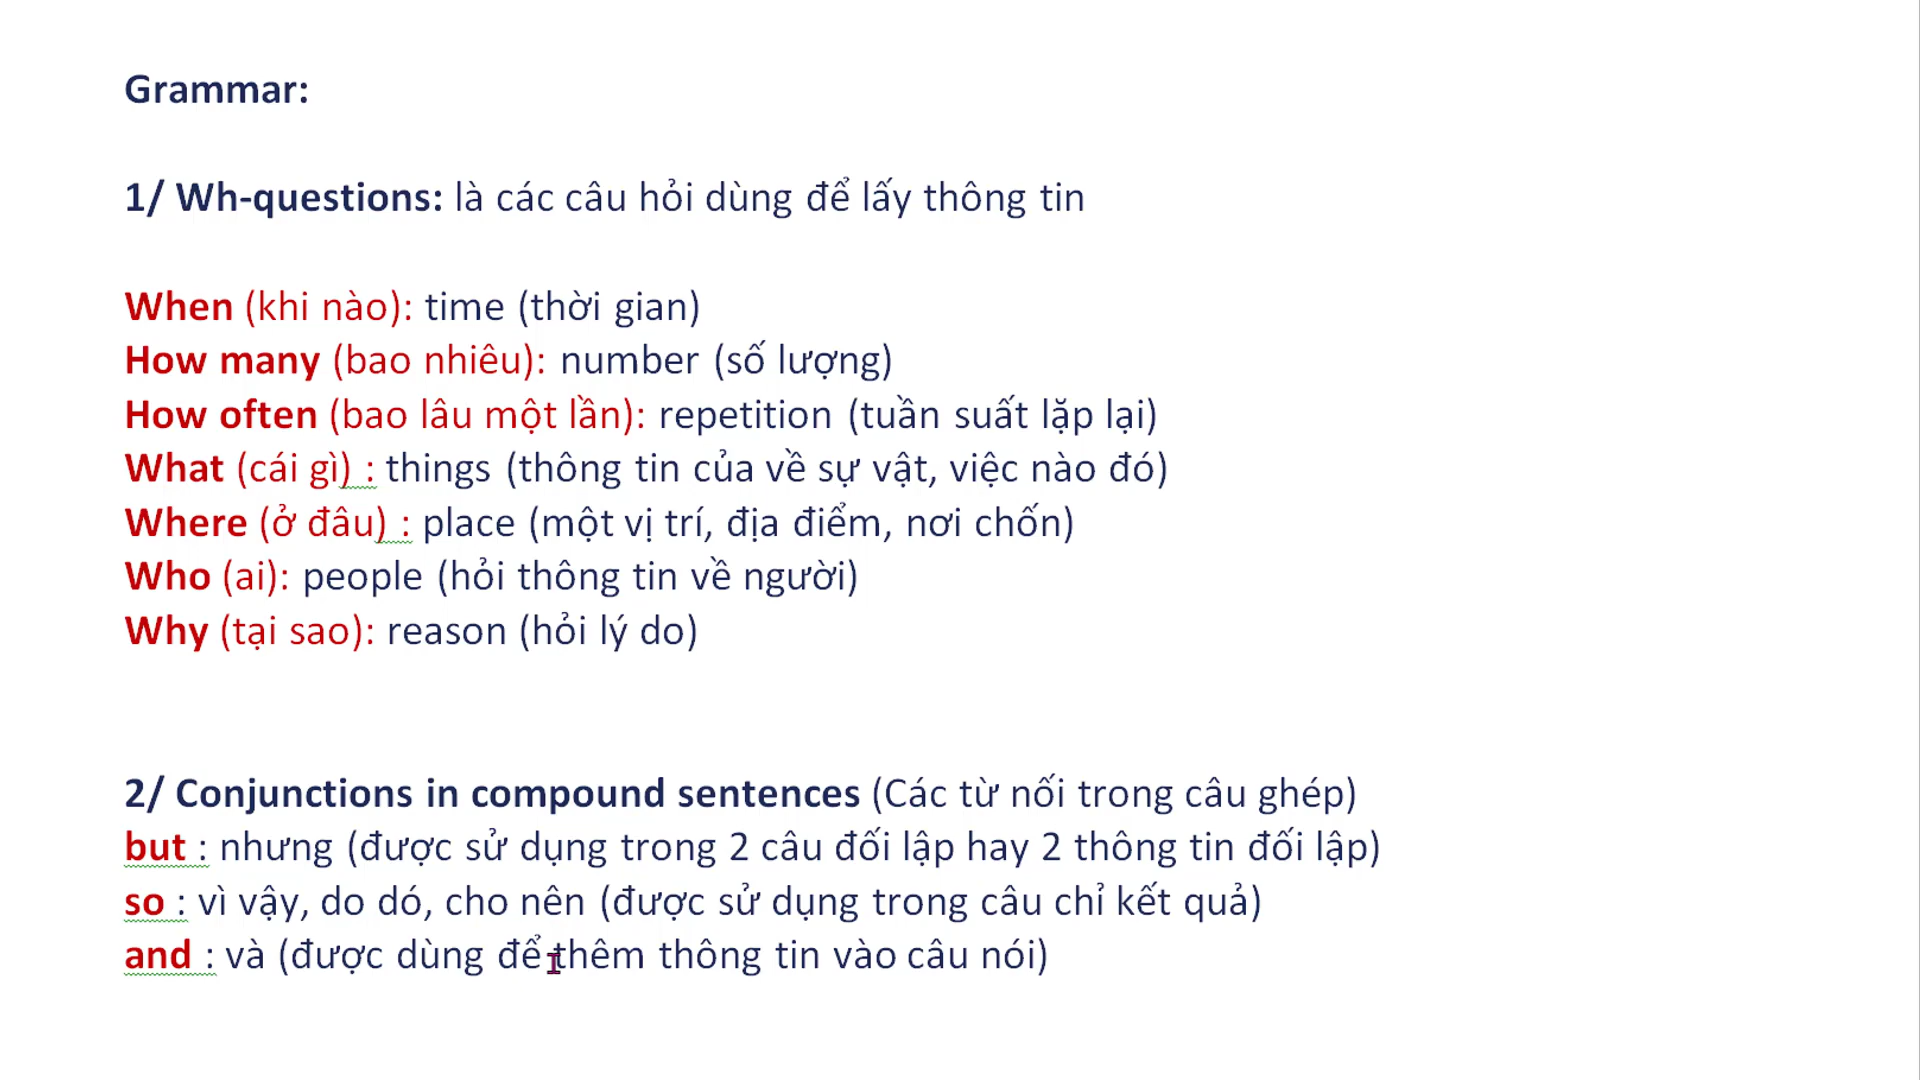 Grammar:
1/ Wh-questions: là các câu hỏi dùng để lấy thông tin
When (khi nào): time (thời gian)
How many (bao nhiêu): number (số lượng)
How often (bao lâu một lần): repetition (tuần suất lặp lại)
What (cái gì) : things (thông tin của về sự vật, việc nào đó)
Where (ở đâu) : place (một vị trí, địa điểm, nơi chốn)
Who (ai): people (hỏi thông tin về người)
Why (tại sao): reason (hỏi lý do)
2/ Conjunctions in compound sentences (Các từ nối trong câu ghép)
but : nhưng (được sử dụng trong 2 câu đối lập hay 2 thông tin đối lập)
so : vì vậy, do dó, cho nên (được sử dụng trong câu chỉ kết quả)
and : và (được dùng để thêm thông tin vào câu nói)